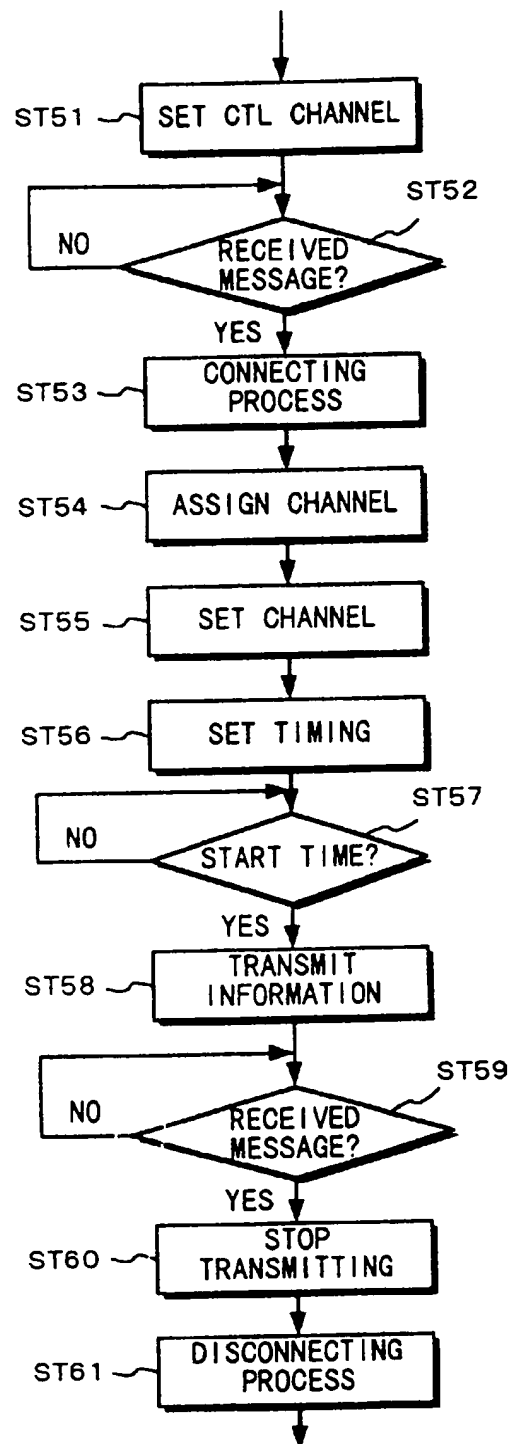 ST51
SET CTL CHANNEL
ST52
NO
RECEIVED
MESSAGE?
YES
ST53
CONNECTING
PROCESS
ST54
ASSIGN CHANNEL
ST55
SET CHANNEL
ST56
SET TIMING
ST57
NO
START TIME?
YES
ST58
TRANSMIT
INFORMATION
ST59
NO
RECEIVED
MESSAGE?
YES
ST60
STOP
TRANSMITTING
ST61
DISCONNECTING
PROCESS